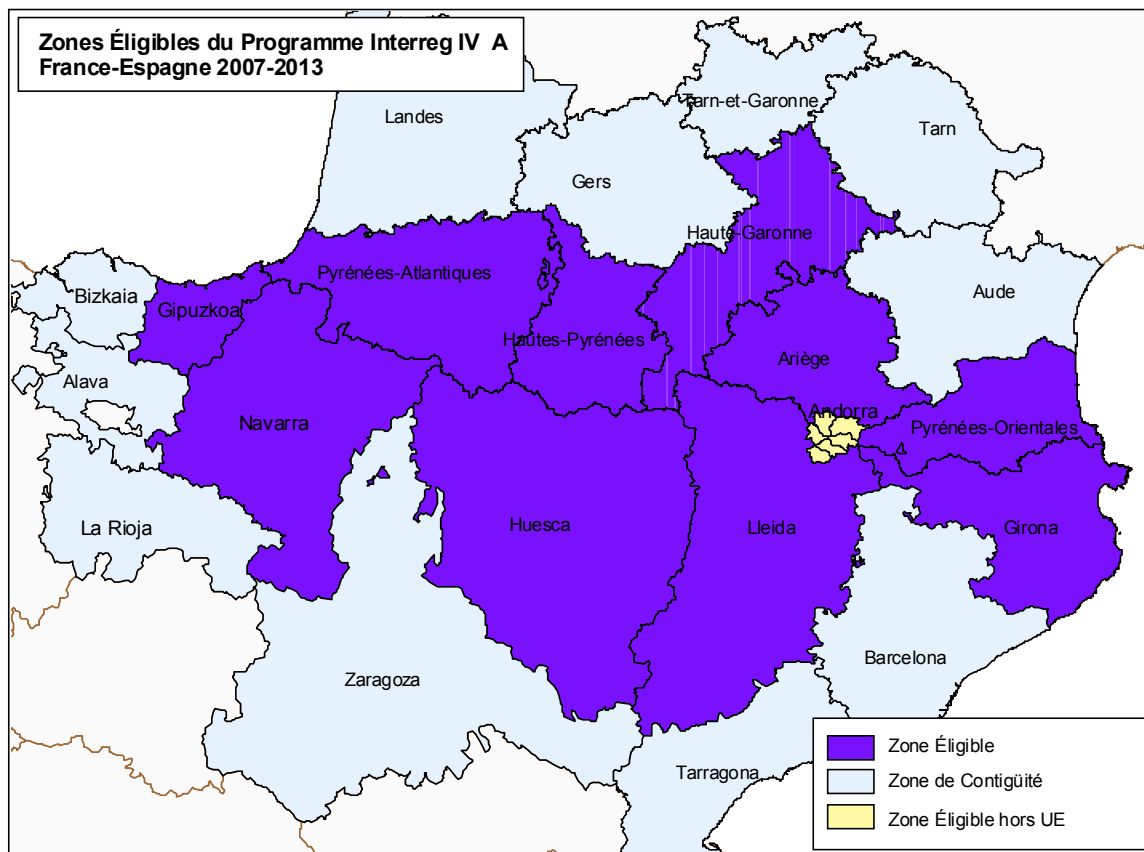 Zones Éligibles du Programme Interreg IV A
France-Espagne 2007-2013
Landes
Tarn-et-Garonne
Tarn
Gers
Haute-Garonne
Pyrénées-Atlantiques
Bizkaia
Gipuzkoa
Aude
Hautes-Pyrénées
Ariège
Alava
Andorra
Navarra
Pyrénées-Orientales
La Rioja
Huesca
Lleida
Girona
Zaragoza
Barcelona
Tarragona
Zone Éligible
Zone de Contigüité
Zone Éligible hors UE